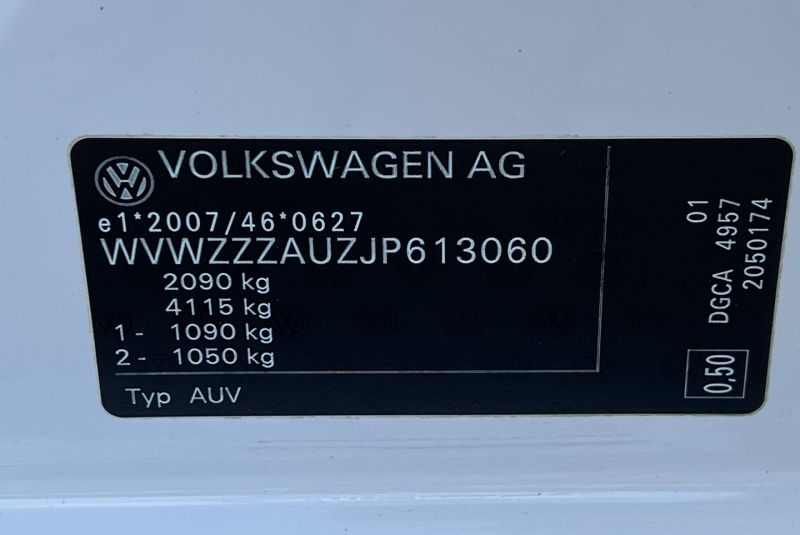 VOLKSWAGEN AG
e1*2007/46*0627
WVWZZZAUZJP613060
2090 kg
4115 kg
1- 1090 kg
2- 1050 kg
Typ AUV
01
DGCA 4957
2050174
0,50